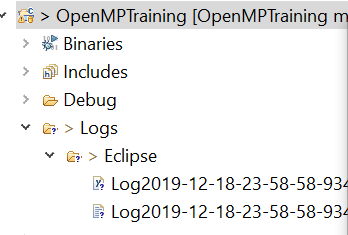 > OpenMPTraining [OpenMPTraining m
Binaries
Includes
Debug
> Logs
> Eclipse
Log2019-12-18-23-58-58-934
Log2019-12-18-23-58-58-934